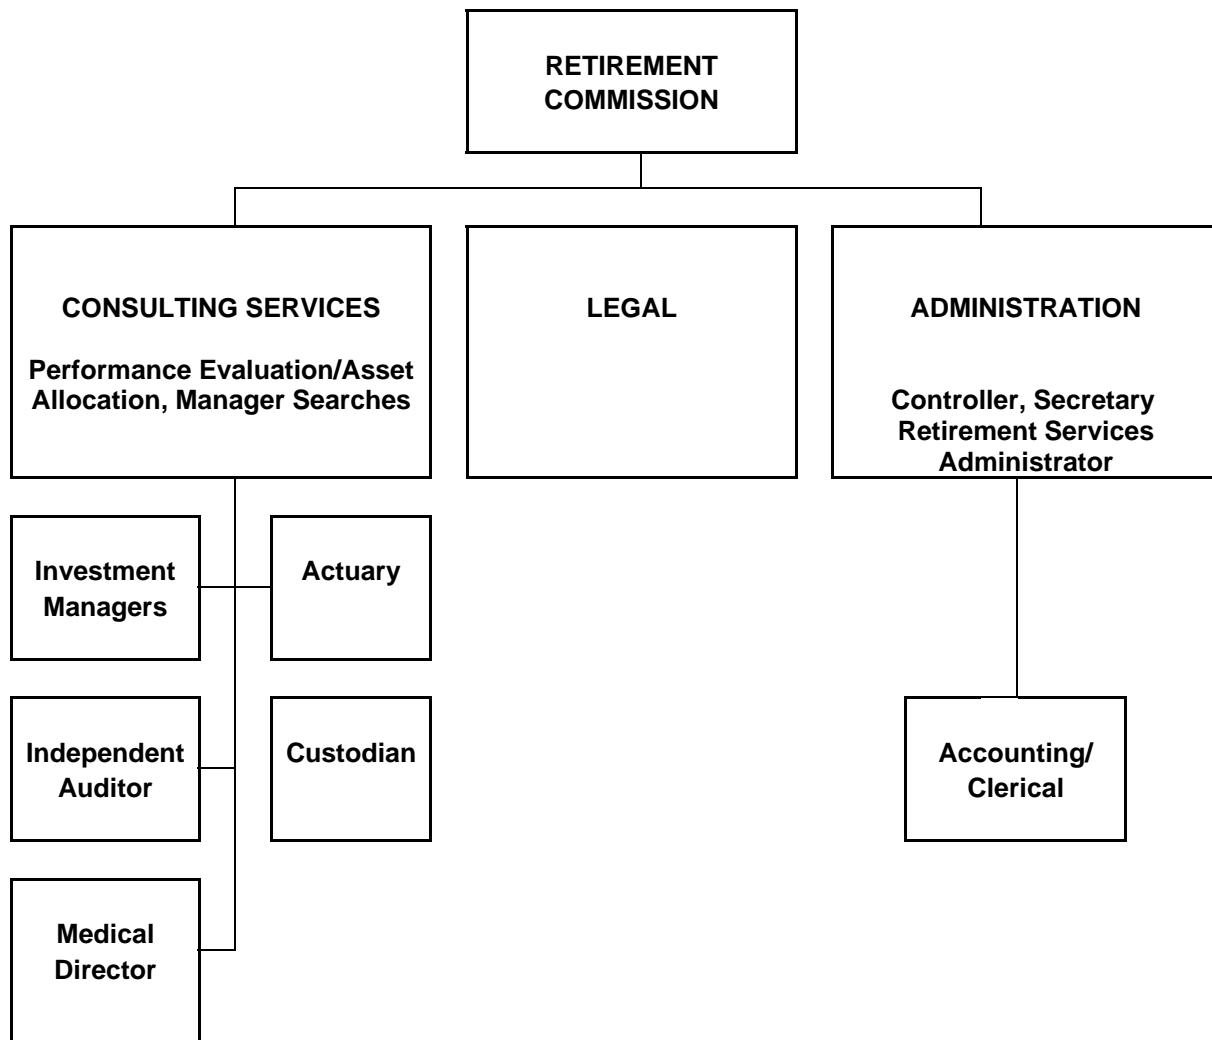 RETIREMENT
COMMISSION
CONSULTING SERVICES
Performance Evaluation/Asset
Allocation, Manager Searches
LEGAL
ADMINISTRATION
Controller, Secretary
Retirement Services
Administrator
Investment
Managers
Actuary
Independent
Auditor
Custodian
Accounting/
Clerical
Medical
Director